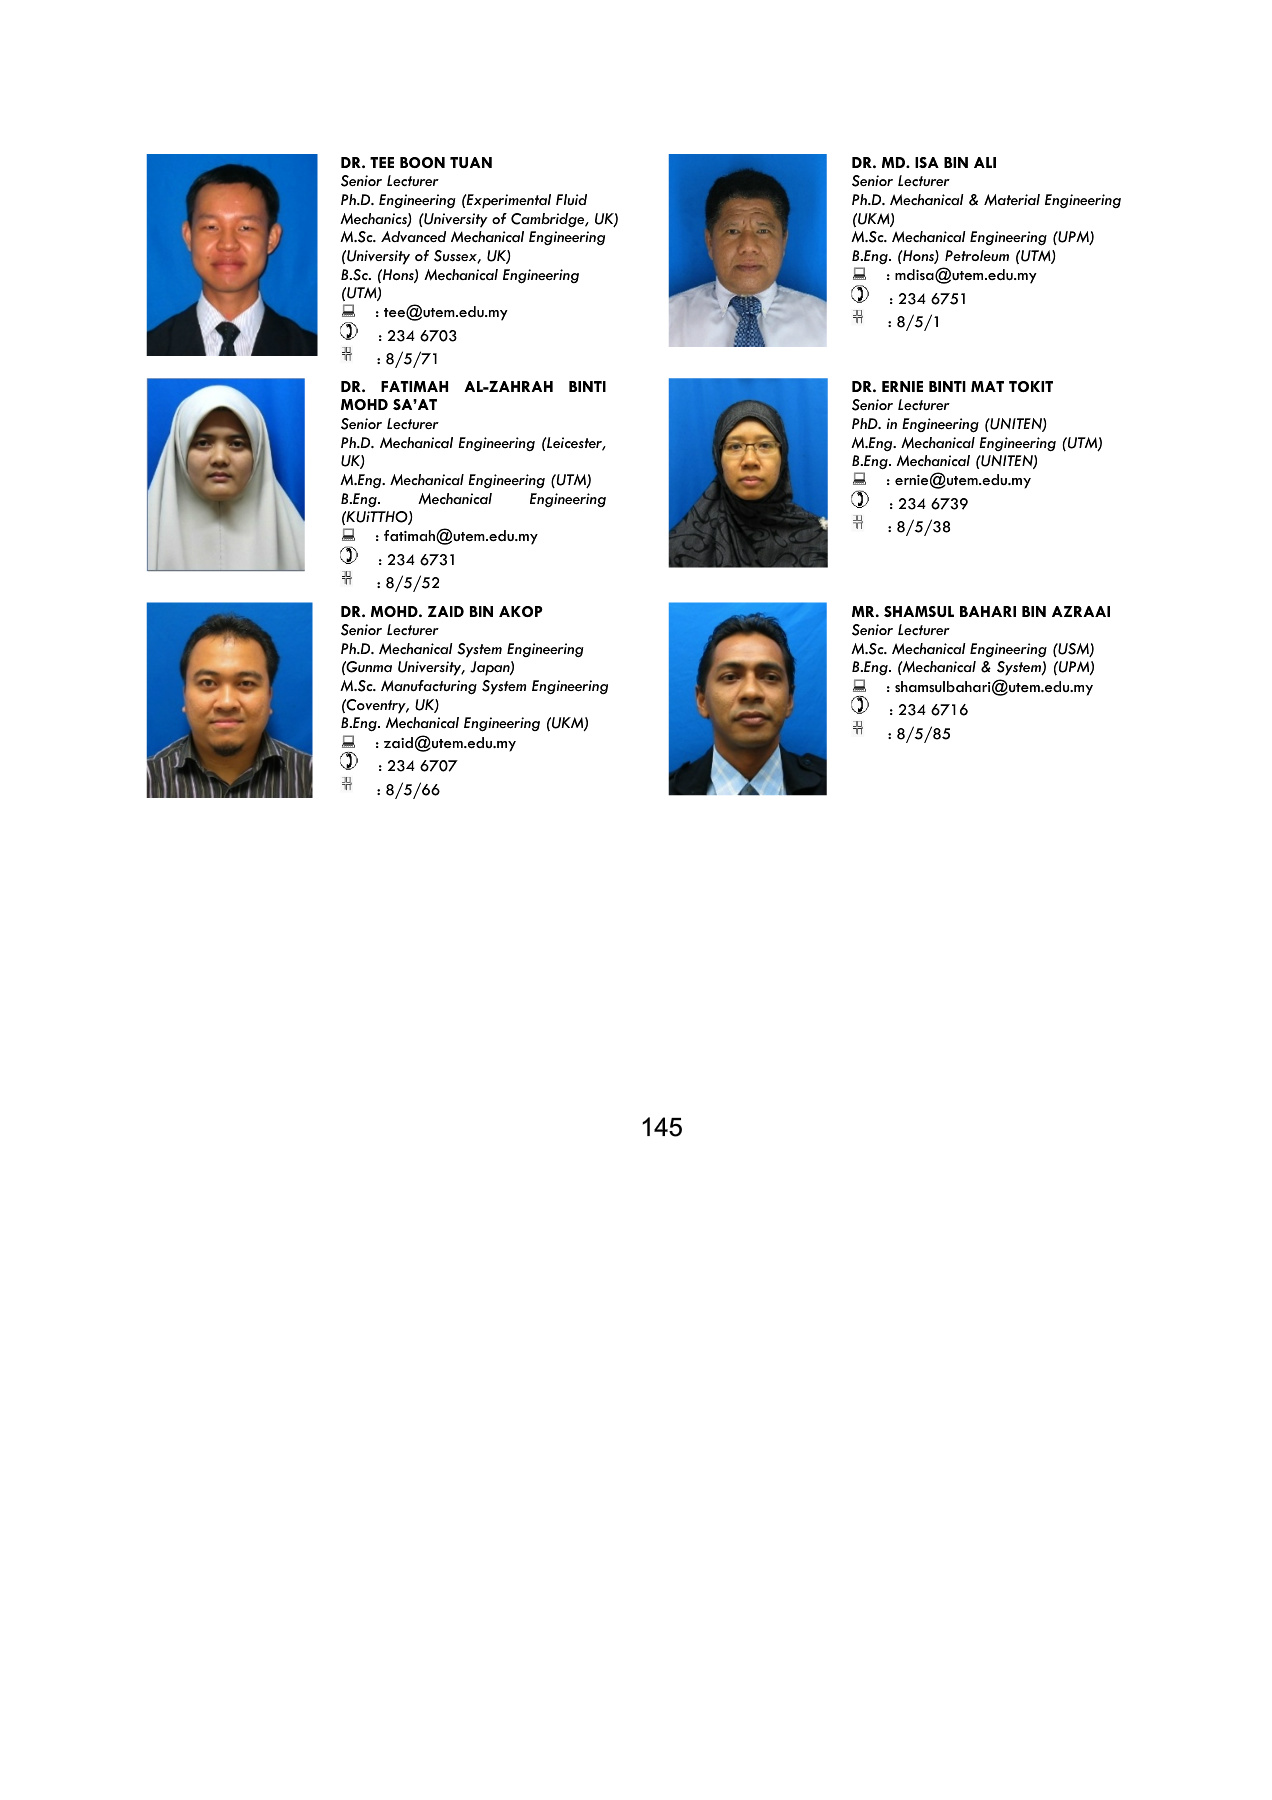 DR. TEE BOON TUAN
Senior Lecturer
Ph.D. Engineering (Experimental Fluid
Mechanics) (University of Cambridge, UK)
M.Sc. Advanced Mechanical Engineering
(University of Sussex, UK)
B.Sc. (Hons) Mechanical Engineering
(UTM)
: tee@utem.edu.my
: 234 6703
: 8/5/71
DR. MD. ISA BIN ALI
Senior Lecturer
Ph.D. Mechanical & Material Engineering
(UKM)
M.Sc. Mechanical Engineering (UPM)
B.Eng. (Hons) Petroleum (UTM)
: mdisa@utem.edu.my
: 234 6751
: 8/5/1
DR. FATIMAH AL-ZAHRAH BINTI
MOHD SA’AT
Senior Lecturer
Ph.D. Mechanical Engineering (Leicester,
UK)
M.Eng. Mechanical Engineering (UTM)
B.Eng. Mechanical Engineering
(KUiTTHO)
: fatimah@utem.edu.my
: 234 6731
: 8/5/52
DR. ERNIE BINTI MAT TOKIT
Senior Lecturer
PhD. in Engineering (UNITEN)
M.Eng. Mechanical Engineering (UTM)
B.Eng. Mechanical (UNITEN)
: ernie@utem.edu.my
: 234 6739
: 8/5/38
DR. MOHD. ZAID BIN AKOP
Senior Lecturer
Ph.D. Mechanical System Engineering
(Gunma University, Japan)
M.Sc. Manufacturing System Engineering
(Coventry, UK)
B.Eng. Mechanical Engineering (UKM)
: zaid@utem.edu.my
: 234 6707
: 8/5/66
MR. SHAMSUL BAHARI BIN AZRAAI
Senior Lecturer
M.Sc. Mechanical Engineering (USM)
B.Eng. (Mechanical & System) (UPM)
: shamsulbahari@utem.edu.my
: 234 6716
: 8/5/85
145